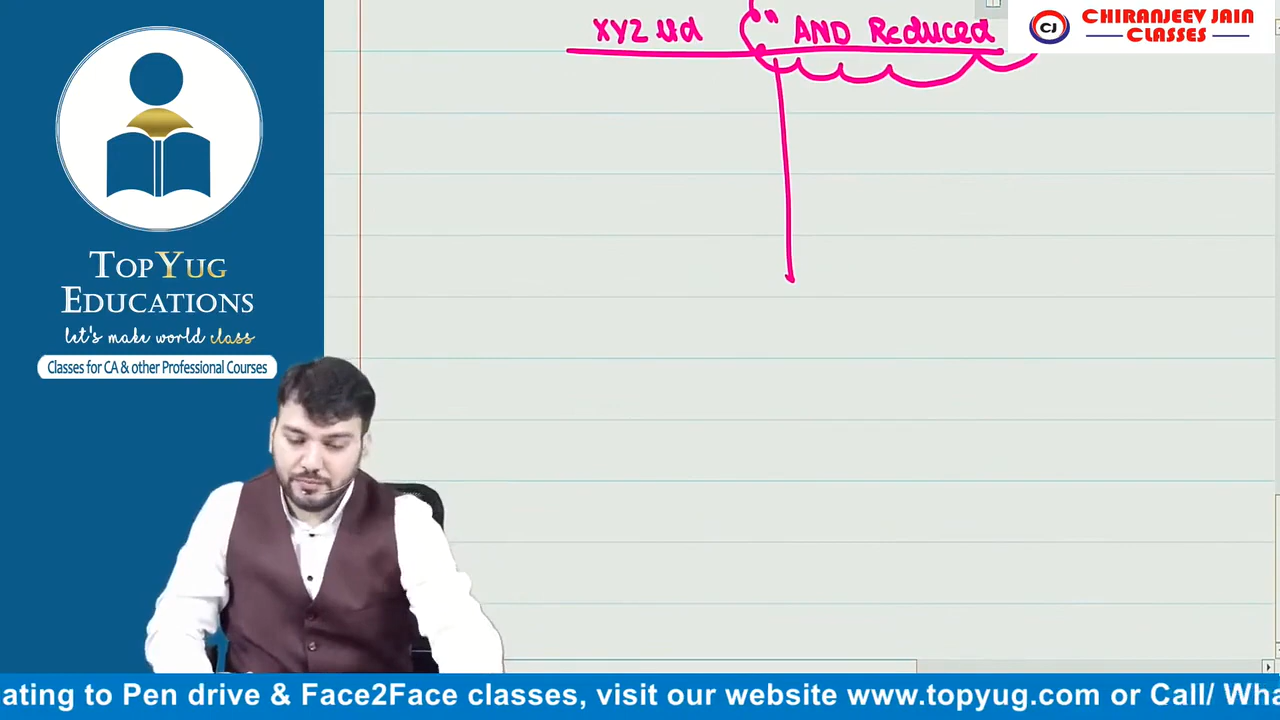 XYZ Ltd ( " AND Reduced
CJ
CHIRANJEEV JAIN
CLASSES
TOPYUG
EDUCATIONS
let's make world class
Classes for CA & other Professional Courses
ating to Pen drive & Face2Face classes, visit our website www.topyug.com or Call/ Wha